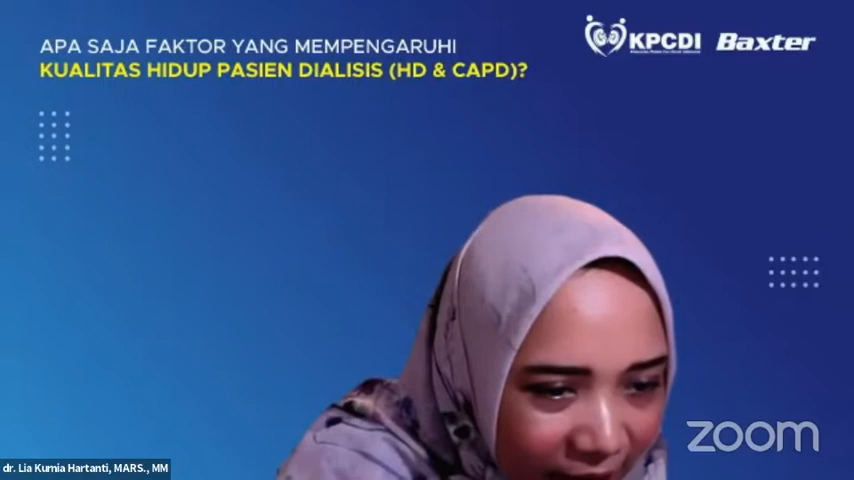 APA SAJA FAKTOR YANG MEMPENGARUHI
KUALITAS HIDUP PASIEN DIALISIS (HD & CAPD)?
KPCDI
Baxter
zoom
dr. Lia Kurnia Hartanti, MARS., MM